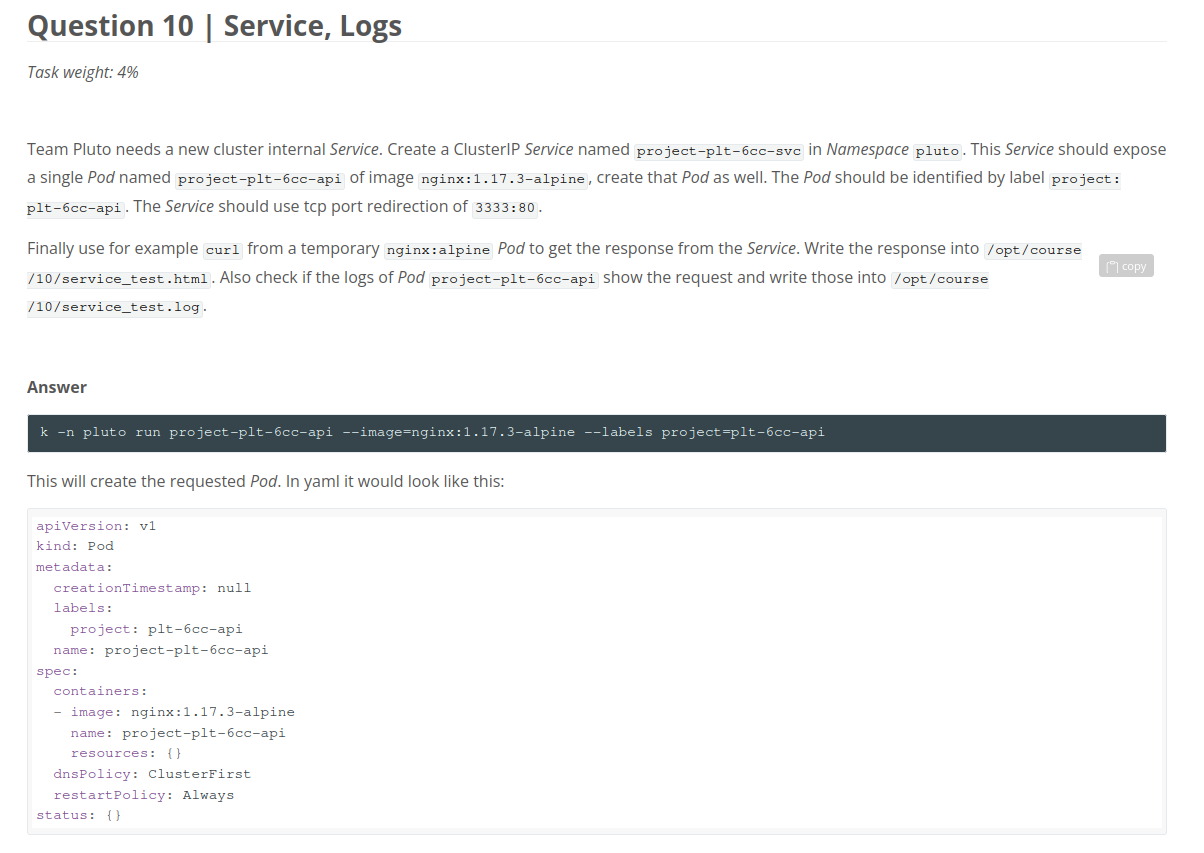 Question 10 | Service, Logs
Task weight: 4%
Team Pluto needs a new cluster internal Service. Create a ClusterIP Service named project-plt-6cc-svc in Namespace pluto. This Service should expose
a single Pod named project-plt-6cc-api of image nginx:1.17.3-alpine, create that Pod as well. The Pod should be identified by label project:
plt-6cc-api. The Service should use tcp port redirection of 3333:80.
Finally use for example curl from a temporary nginx:alpine Pod to get the response from the Service. Write the response into /opt/course
/10/service_test.html. Also check if the logs of Pod project-plt-6cc-api show the request and write those into /opt/course
/10/service_test.log.
copy
Answer
k -n pluto run project-plt-6cc-api --image=nginx:1.17.3-alpine --labels project=plt-6cc-api
This will create the requested Pod. In yaml it would look like this:
apiVersion: v1
kind: Pod
metadata:
  creationTimestamp: null
  labels:
    project: plt-6cc-api
  name: project-plt-6cc-api
spec:
  containers:
  - image: nginx:1.17.3-alpine
    name: project-plt-6cc-api
    resources: {}
  dnsPolicy: ClusterFirst
  restartPolicy: Always
status: {}